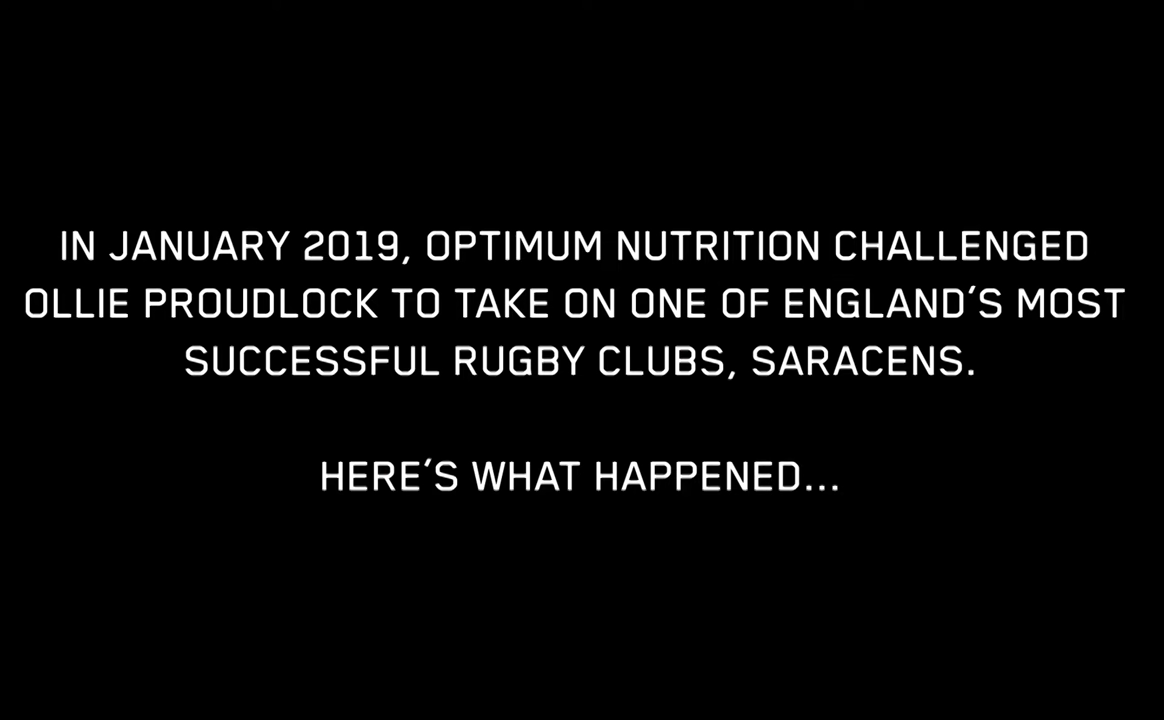 IN JANUARY 2019, OPTIMUM NUTRITION CHALLENGED
OLLIE PROUDLOCK TO TAKE ON ONE OF ENGLAND'S MOST
SUCCESSFUL RUGBY CLUBS, SARACENS.
HERE'S WHAT HAPPENED...